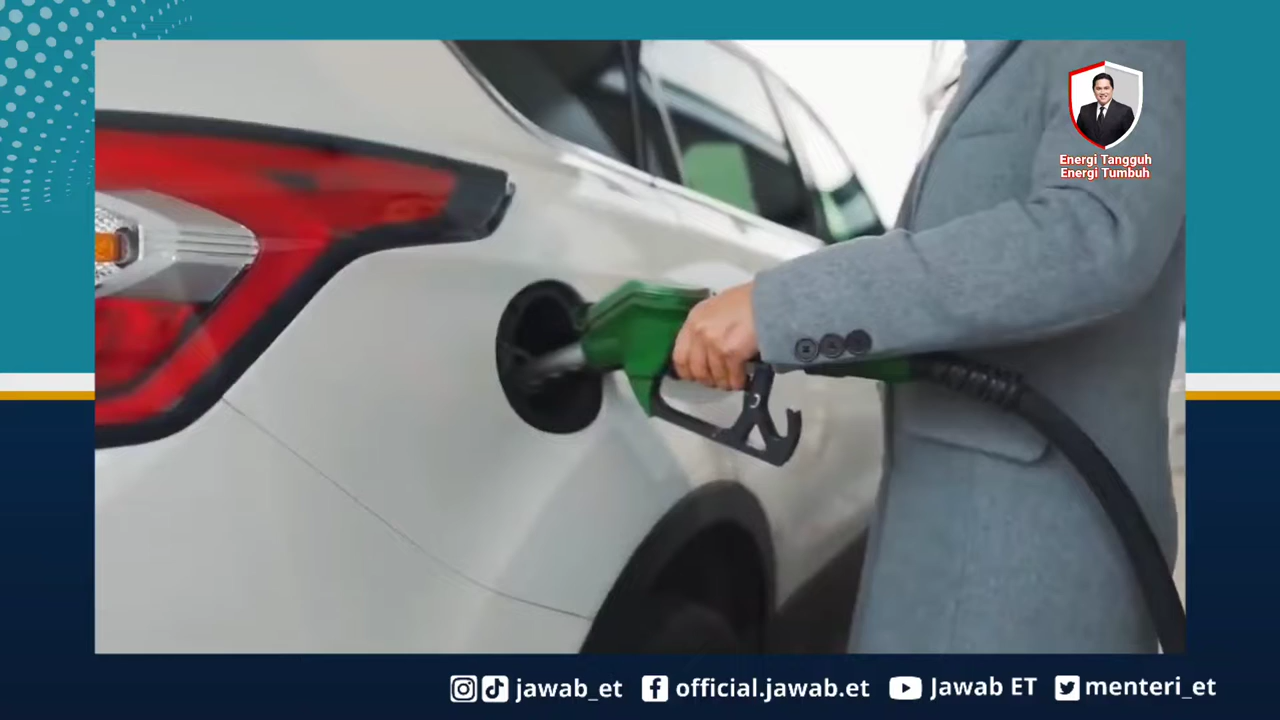 Energi Tangguh
Energi Tumbuh
jawab_et official.jawab.et Jawab ET menteri_et